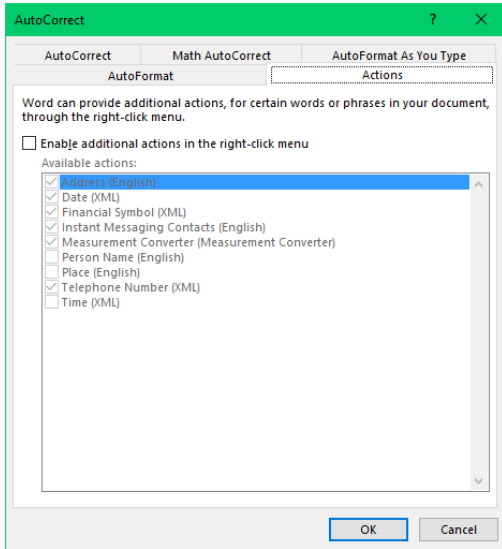 AutoCorrect
AutoCorrect
Math AutoCorrect
AutoFormat As You Type
AutoFormat
Actions
Word can provide additional actions, for certain words or phrases in your document,
through the right-click menu.
Enable additional actions in the right-click menu
Available actions:
Address (English)
Date (XML)
Financial Symbol (XML)
Instant Messaging Contacts (English)
Measurement Converter (Measurement Converter)
Person Name (English)
Place (English)
Telephone Number (XML)
Time (XML)
OK
Cancel